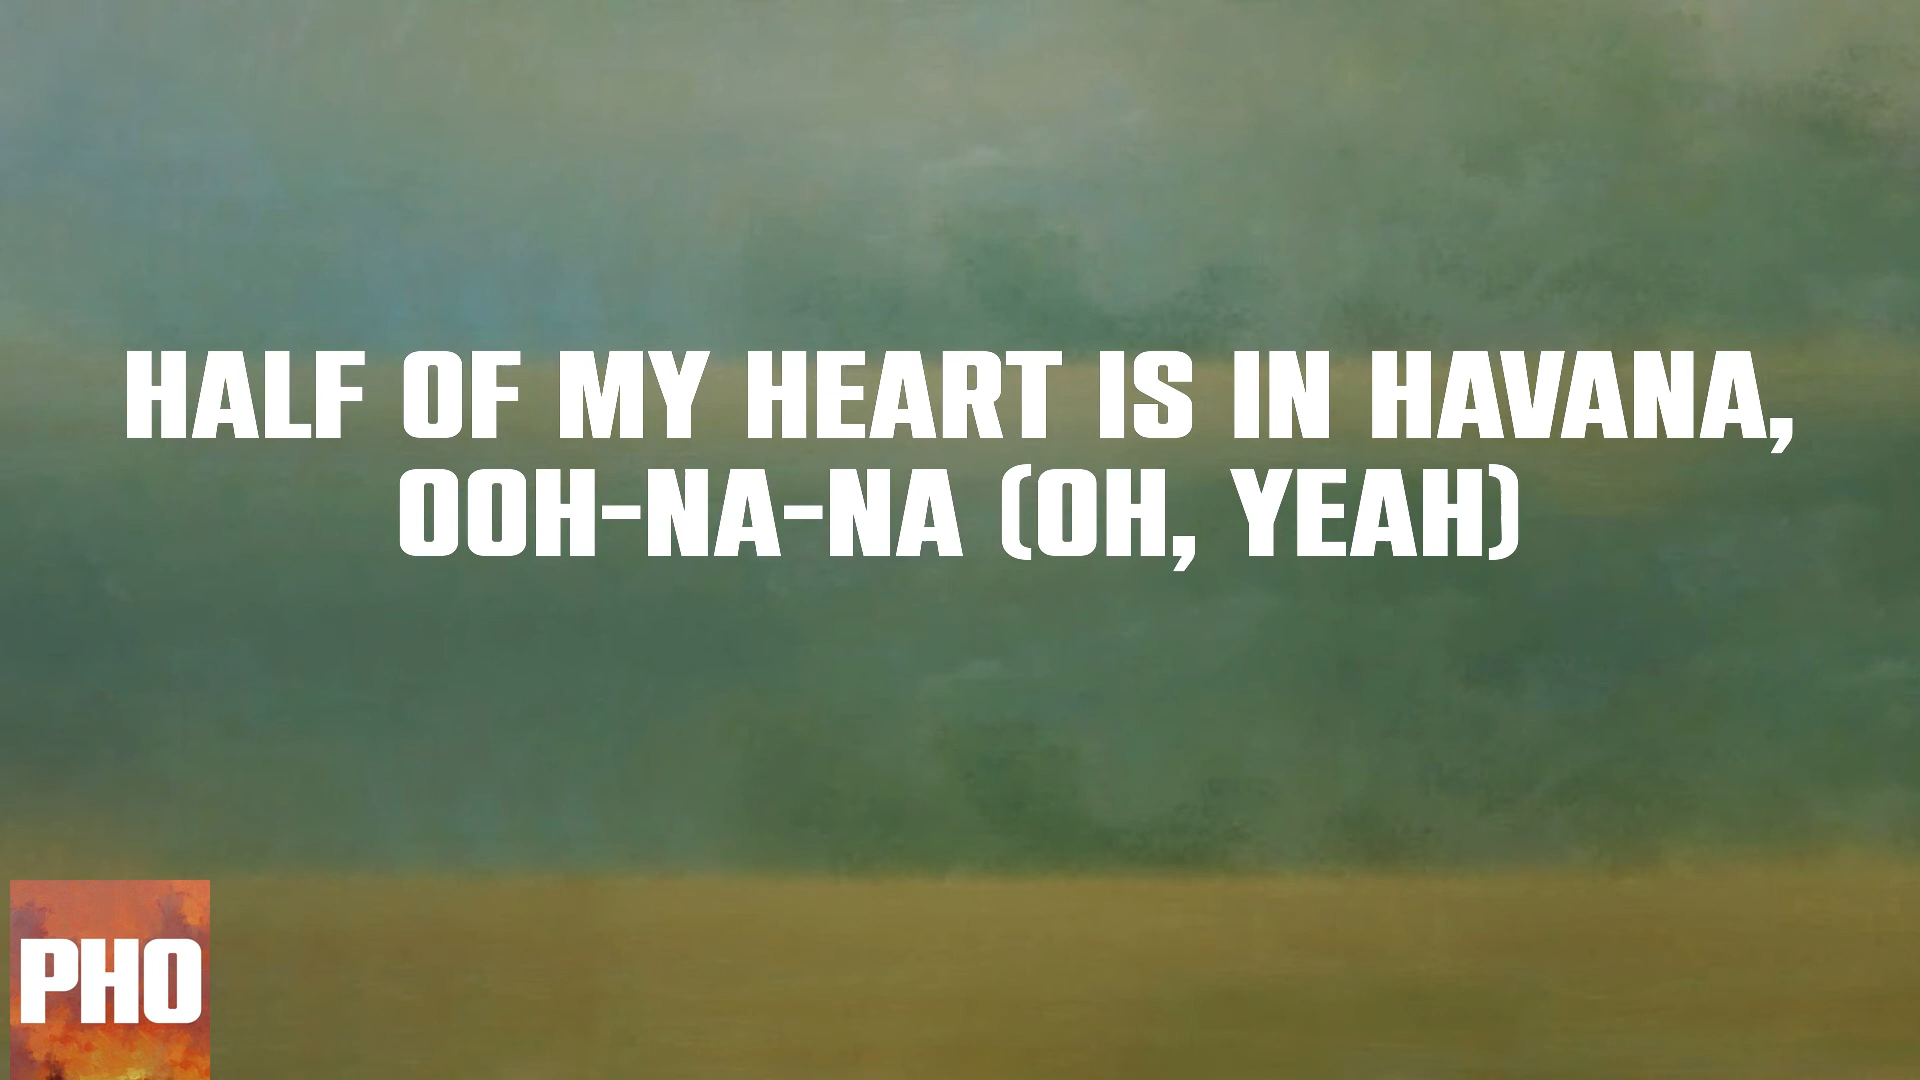 HALF OF MY HEART IS IN HAVANA,
OOH-NA-NA (OH, YEAH)
PHO